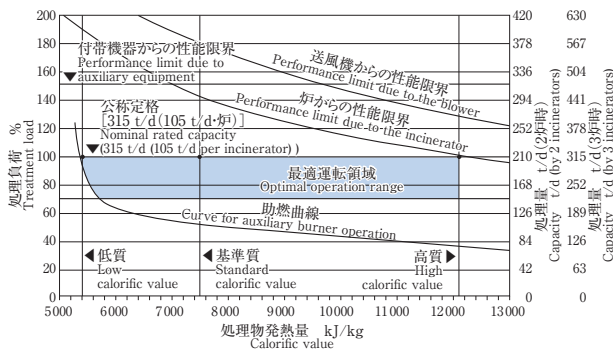 200
180
160
140
120
100
80
60
40
20
0
処理負荷 %
Treatment load
付帯機器からの性能限界
Performance limit due to
auxiliary equipment
公称定格
[315 t/d(105 t/d・炉)]
Nominal rated capacity
(315 t/d (105 t/d per incinerator) )
送風機からの性能限界
Performance limit due to the blower
炉からの性能限界
Performance limit due to the incinerator
最適運転領域
Optimal operation range
助燃曲線
Curve for auxiliary burner operation
低質
Low
calorific value
基準質
Standard
calorific value
高質
High
calorific value
5000
6000
7000
8000
9000
10000
11000
12000
13000
処理物発熱量 kJ/kg
Calorific value
420
378
336
294
252
210
168
126
84
42
0
処理量 t/d(2炉時)
Capacity t/d (by 2 incinerators)
630
567
504
441
378
315
252
189
126
63
0
処理量 t/d(3炉時)
Capacity t/d (by 3 incinerators)